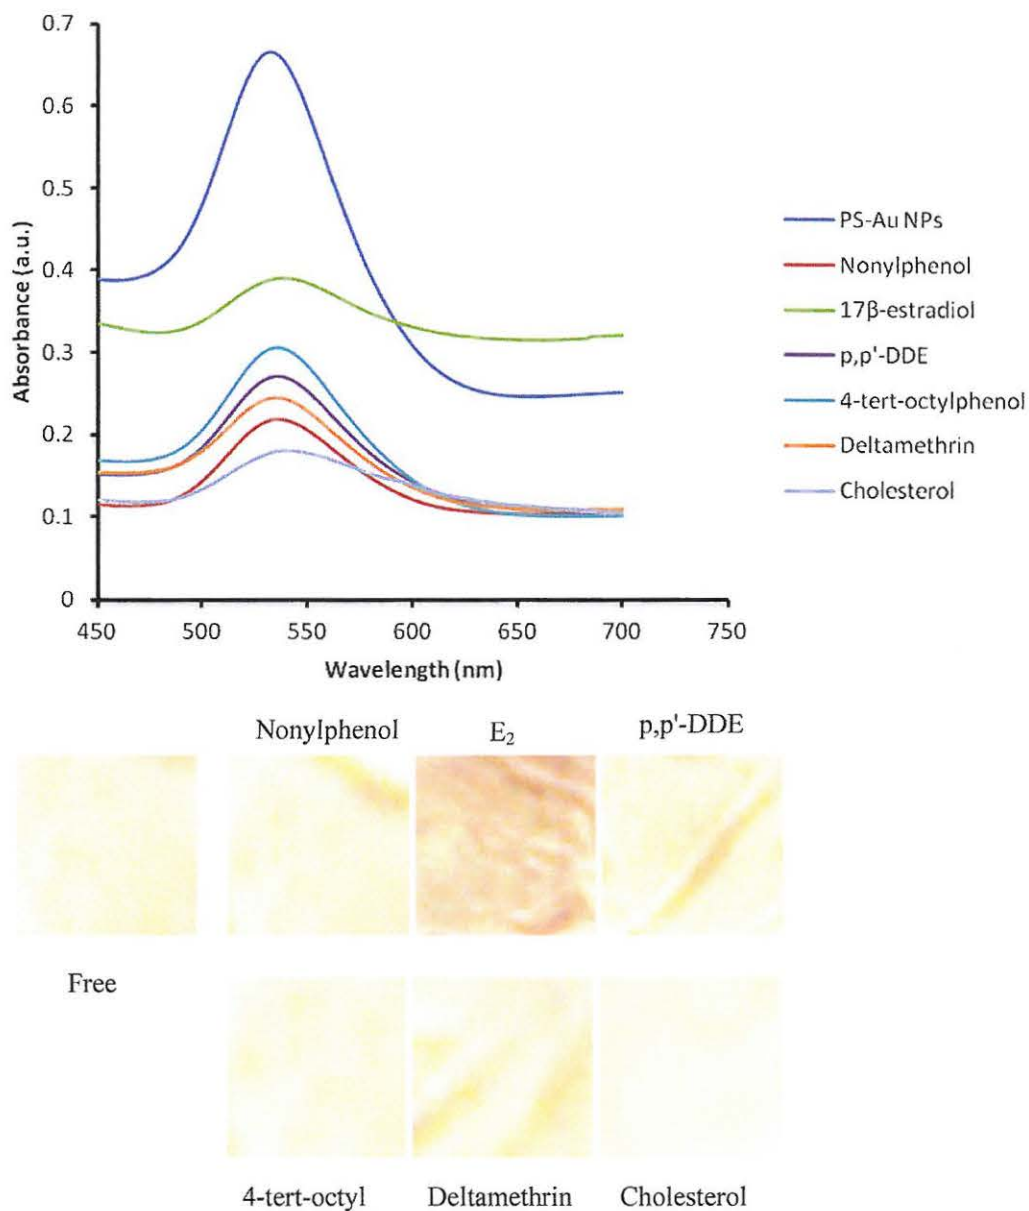 0.7
0.6
0.5
0.4
0.3
0.2
0.1
0
Absorbance (a.u.)
450 500 550 600 650 700 750
Wavelength (nm)
PS-Au NPs
Nonylphenol
17β-estradiol
p,p'-DDE
4-tert-octylphenol
Deltamethrin
Cholesterol
Nonylphenol E₂ p,p'-DDE
Free
4-tert-octyl Deltamethrin Cholesterol